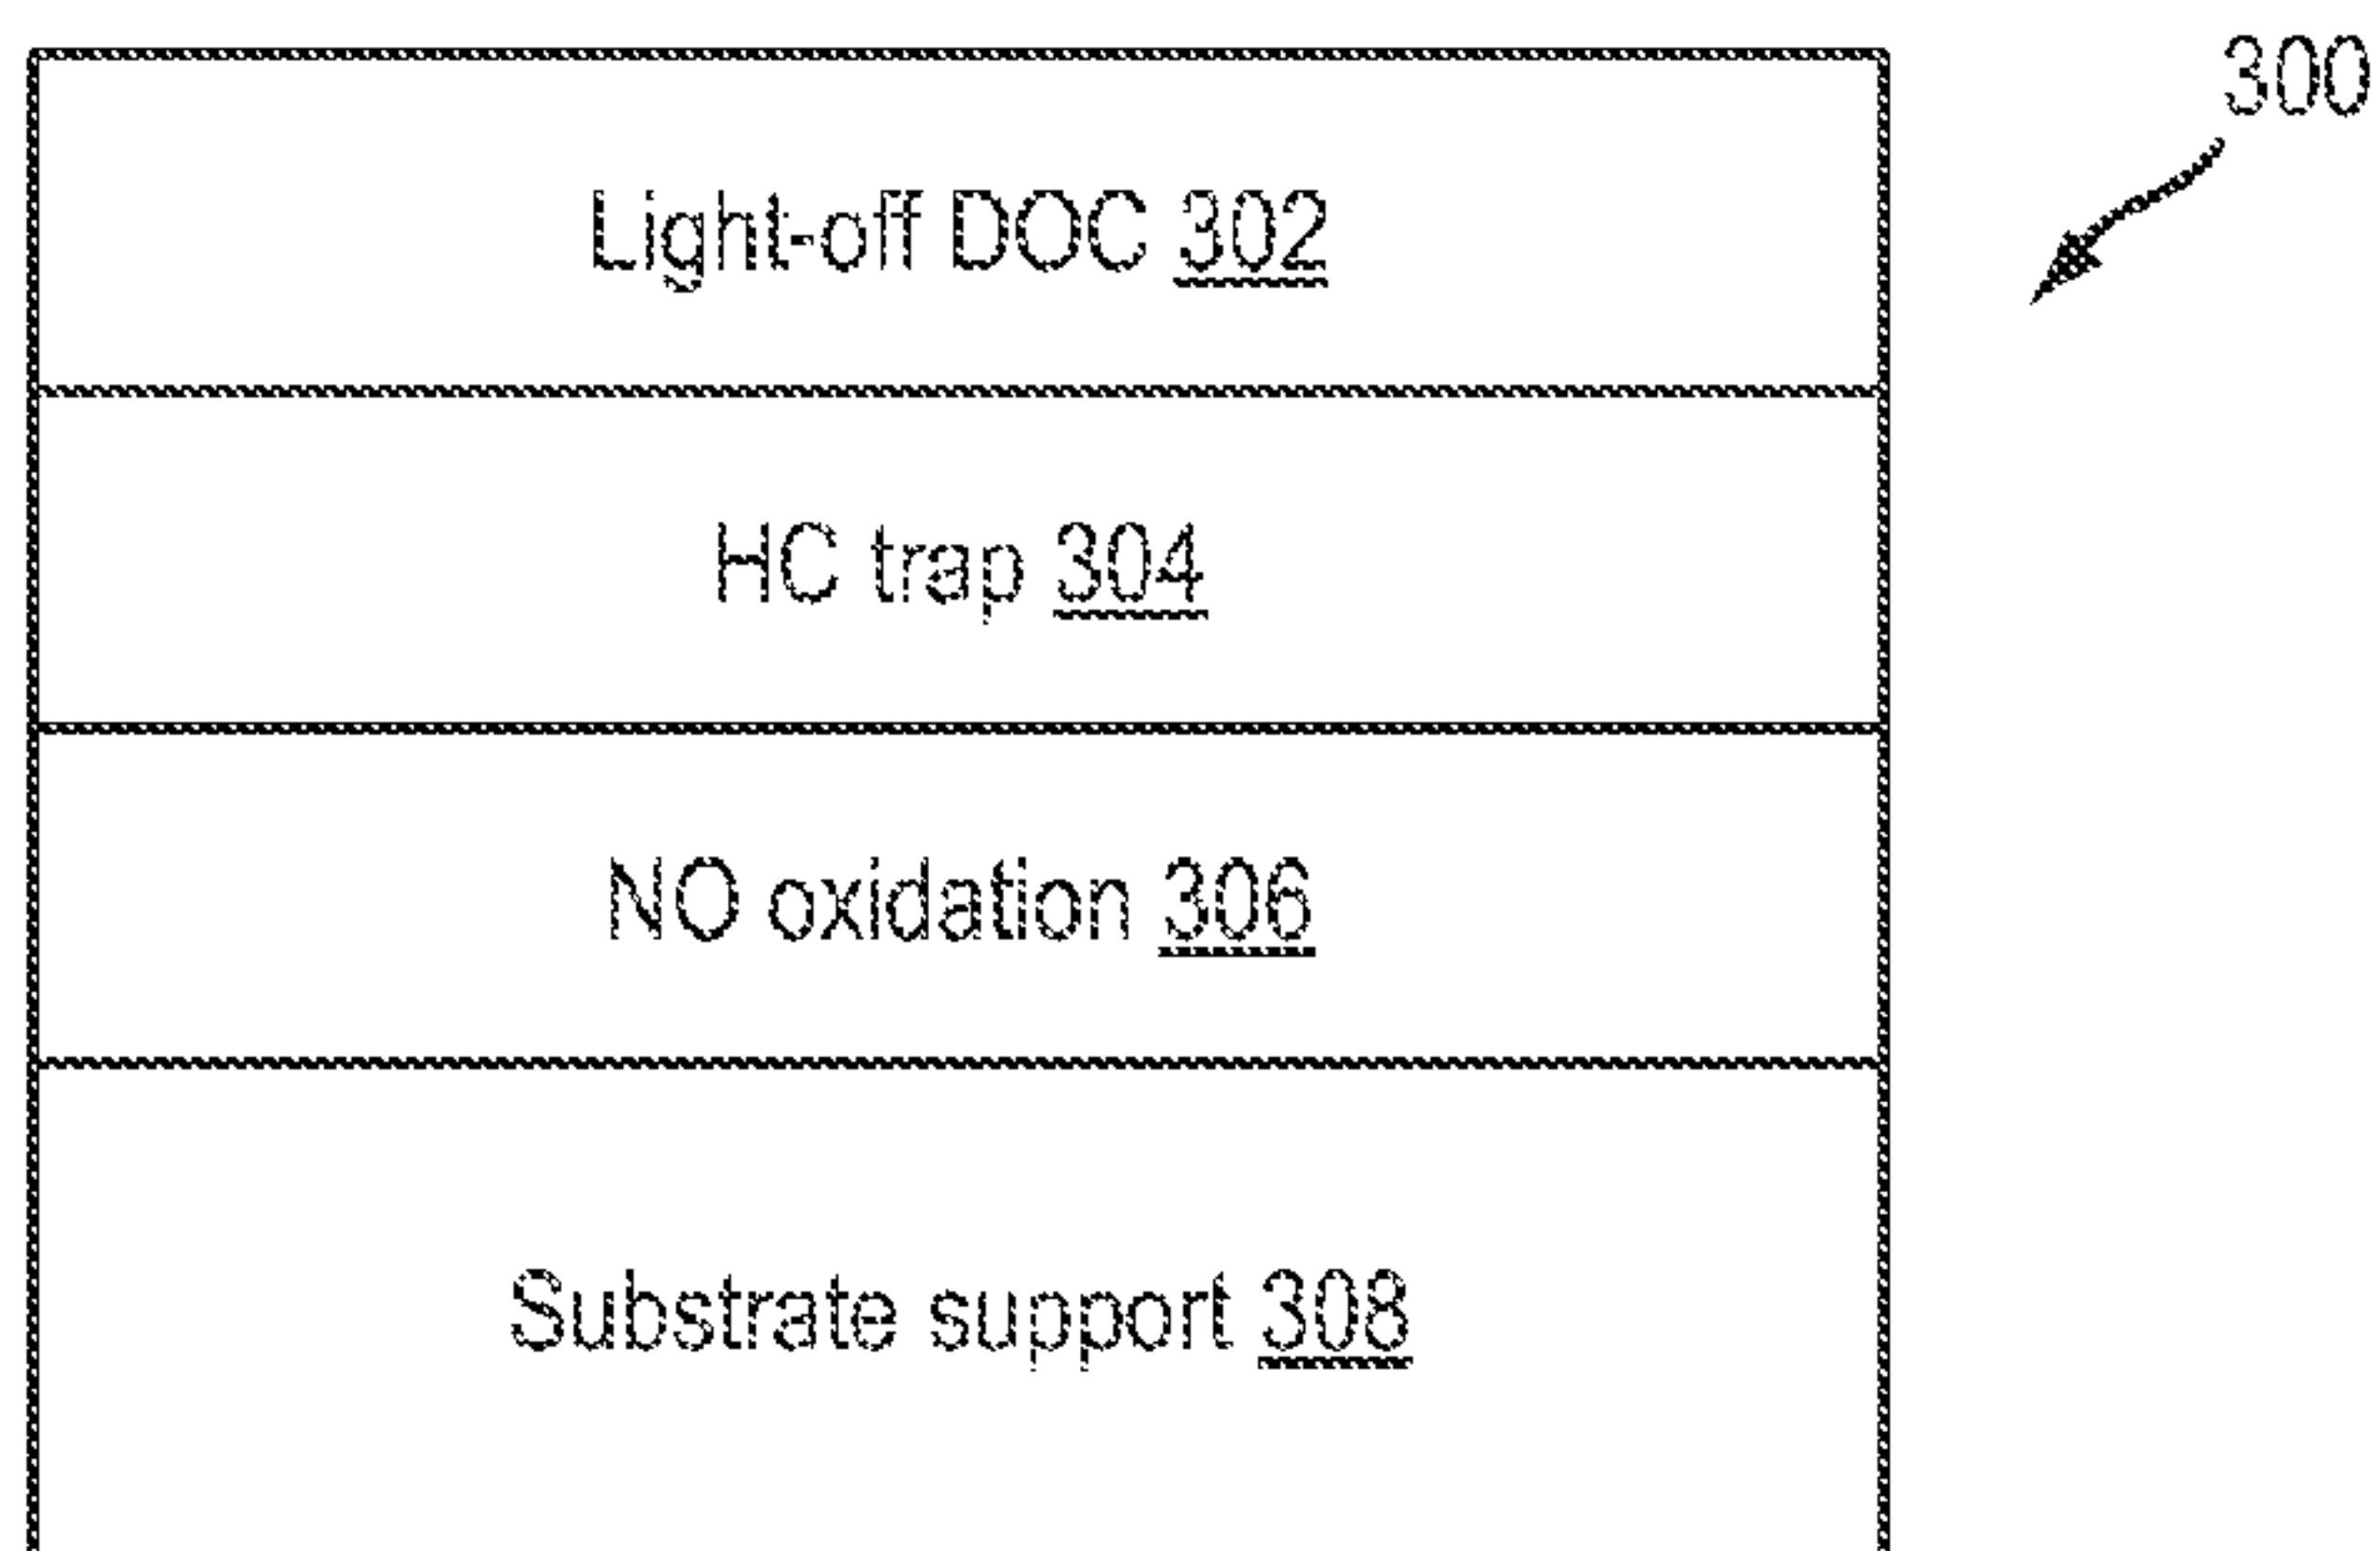 300
Light-off DOC 302
HC trap 304
NO oxidation 306
Substrate support 308